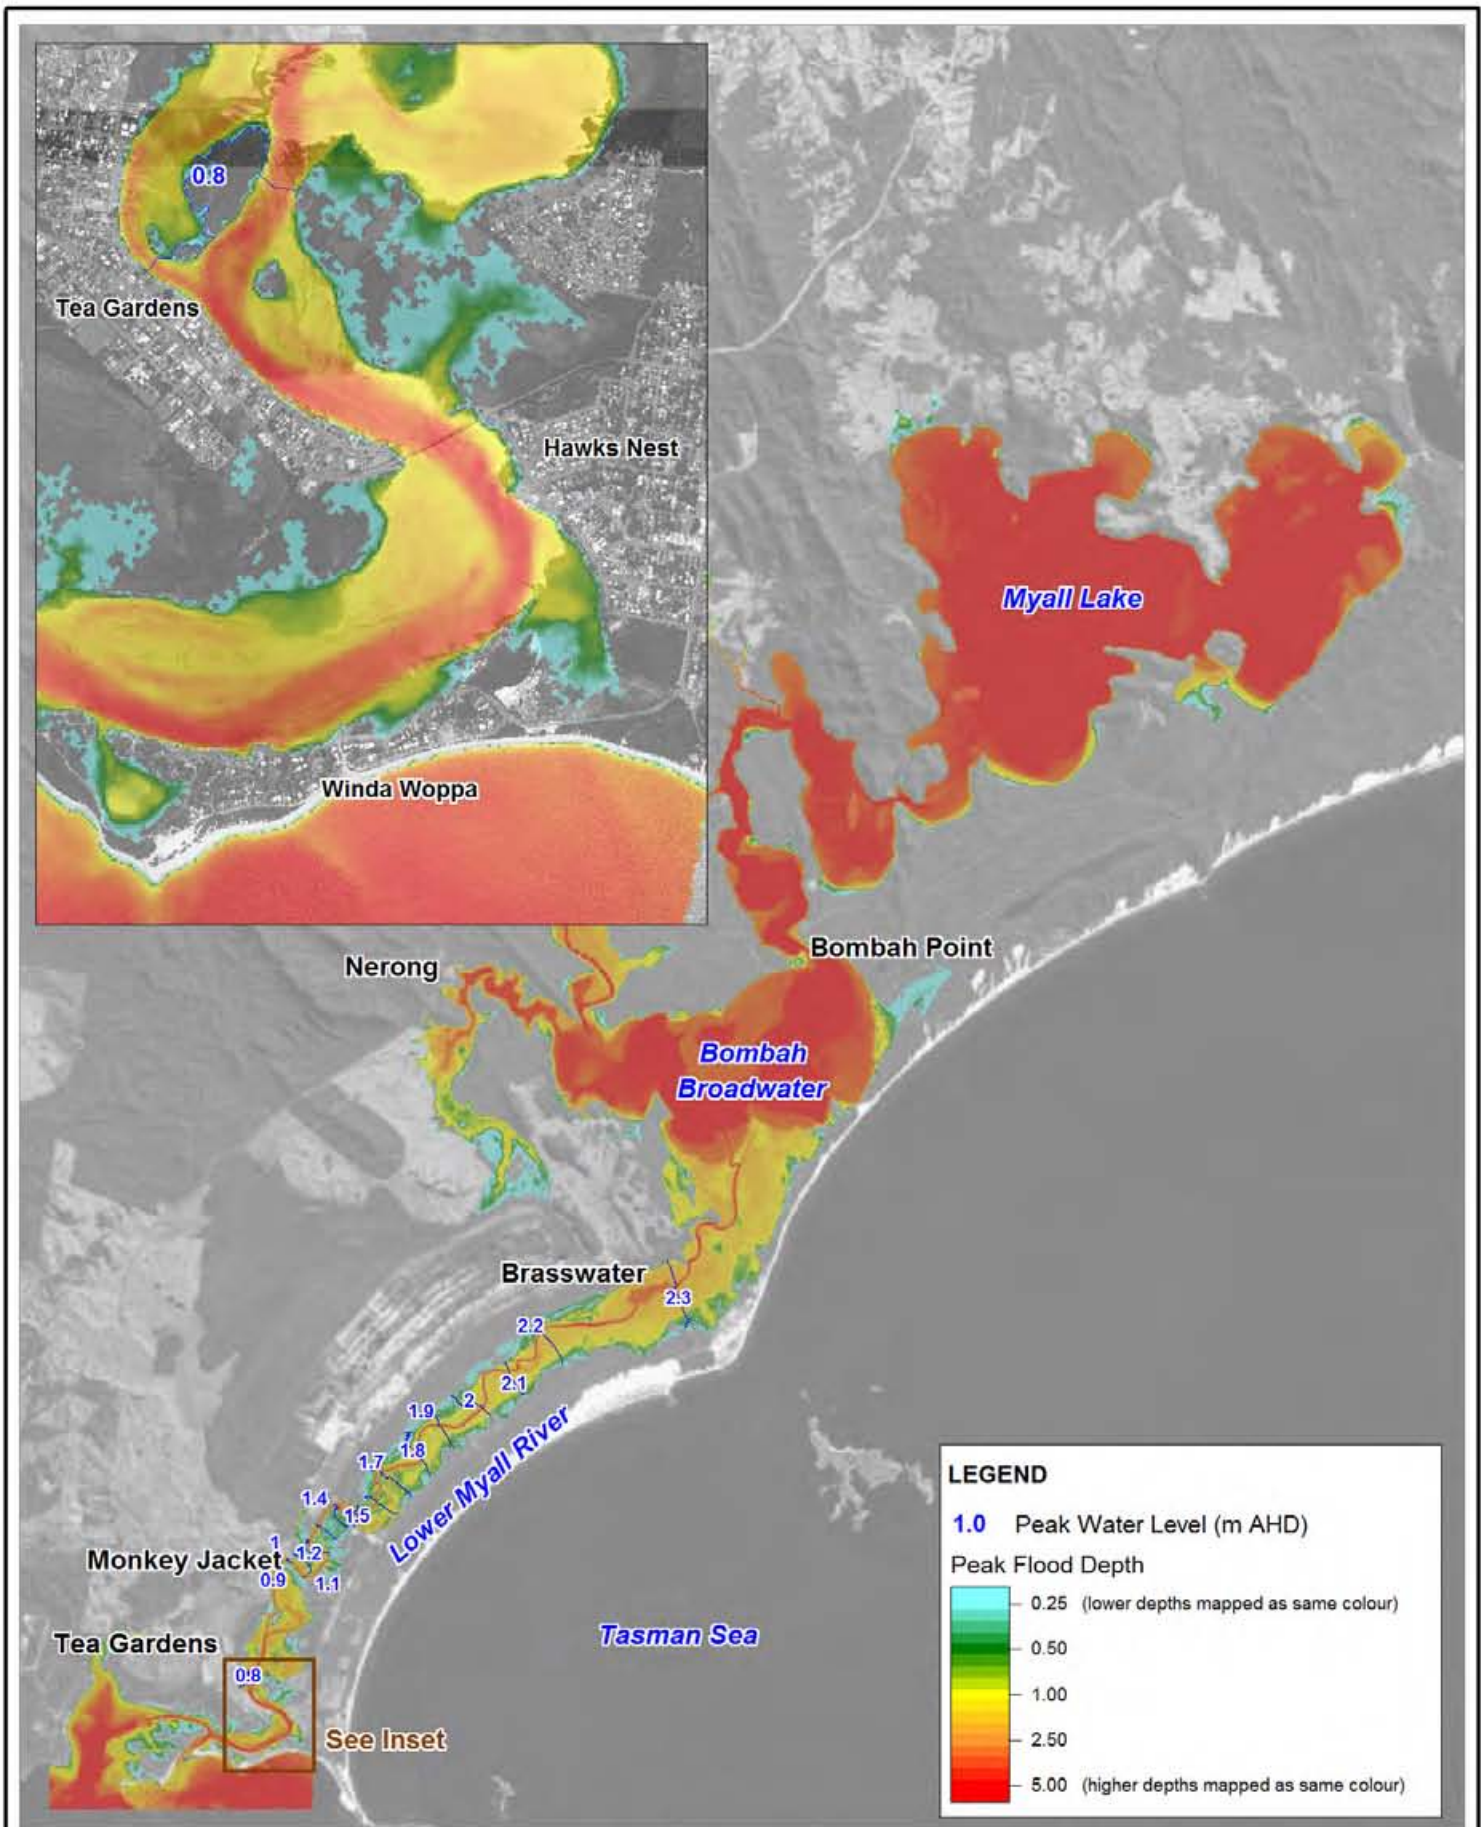 0.8
Tea Gardens
Hawks Nest
Winda Woppa
Myall Lake
Bombah Point
Nerong
Bombah
Broadwater
Brasswater
2.3
2.2
2.1
2
1.9
1.8
1.7
1.5
1.4
Lower Myall River
1
1.2
Monkey Jacket
0.9
1.1
Tea Gardens
0.8
See Inset
Tasman Sea
LEGEND
1.0 Peak Water Level (m AHD)
Peak Flood Depth
0.25 (lower depths mapped as same colour)
0.50
1.00
2.50
5.00 (higher depths mapped as same colour)